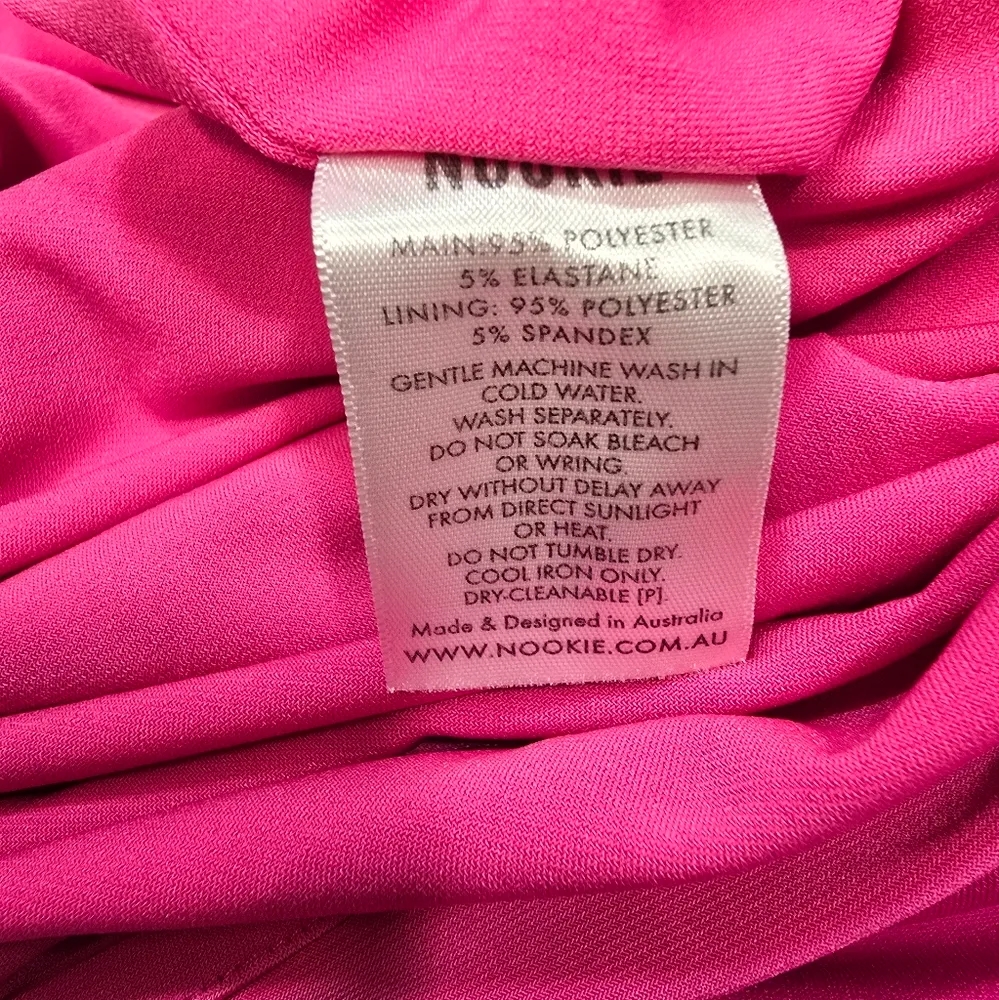 NOOKIE
MAIN:95% POLYESTER
5% ELASTANE
LINING: 95% POLYESTER
5% SPANDEX
GENTLE MACHINE WASH IN
COLD WATER.
WASH SEPARATELY.
DO NOT SOAK BLEACH
OR WRING.
DRY WITHOUT DELAY AWAY
FROM DIRECT SUNLIGHT
OR HEAT.
DO NOT TUMBLE DRY.
COOL IRON ONLY.
DRY-CLEANABLE [P].
Made & Designed in Australia
WWW.NOOKIE.COM.AU